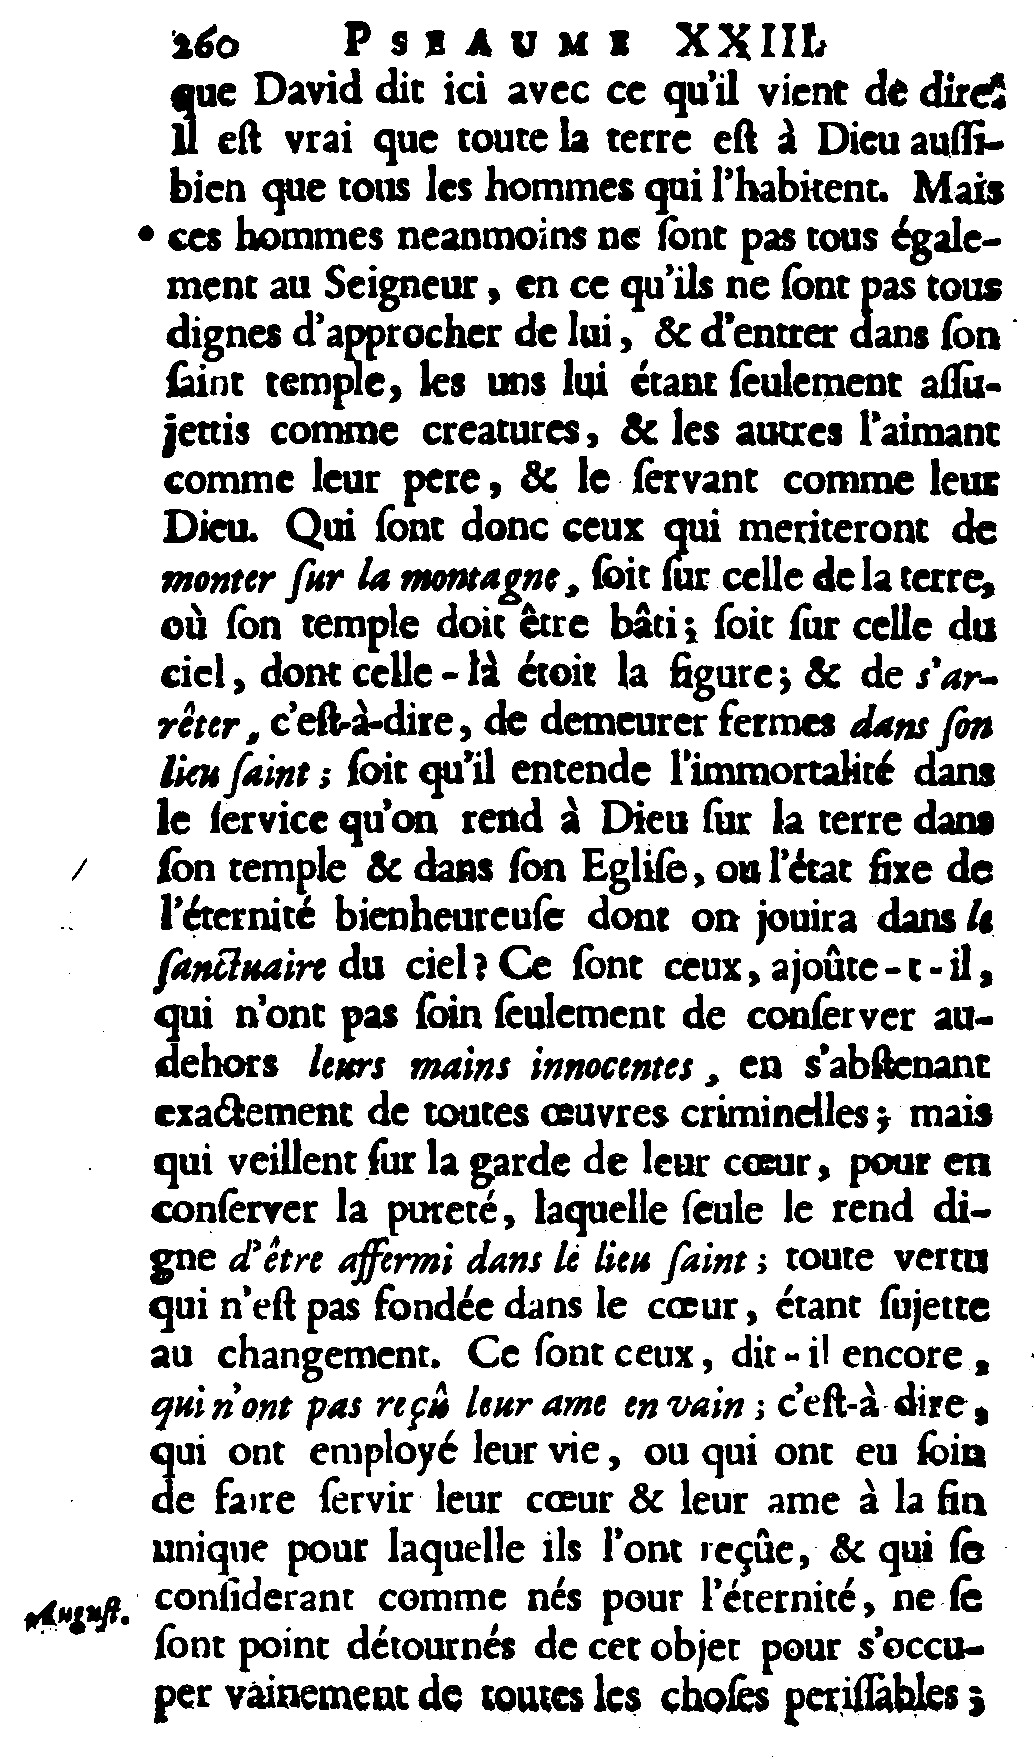 260 PSEAUME XXIII.
que David dit ici avec ce qu'il vient de dire:
il eſt vrai que toute la terre eſt à Dieu auſſi-
bien que tous les hommes qui l'habitent. Mais
ces hommes neanmoins ne ſont pas tous égale-
ment au Seigneur, en ce qu'ils ne ſont pas tous
dignes d'approcher de lui, & d'entrer dans ſon
ſaint temple, les uns lui étant ſeulement aſſu-
jettis comme creatures, & les autres l'aimant
comme leur pere, & le ſervant comme leur
Dieu. Qui ſont donc ceux qui meriteront de
monter ſur la montagne, ſoit ſur celle de la terre,
où ſon temple doit être bâti; ſoit ſur celle du
ciel, dont celle-là étoit la figure; & de s'ar-
rêter, c'eſt-à-dire, de demeurer fermes dans ſon
lieu ſaint; ſoit qu'il entende l'immortalité dans
le ſervice qu'on rend à Dieu ſur la terre dans
ſon temple & dans ſon Egliſe, ou l'état fixe de
l'éternité bienheureuſe dont on jouira dans le
ſanctuaire du ciel? Ce ſont ceux, ajoûte-t-il,
qui n'ont pas ſoin ſeulement de conſerver au-
dehors leurs mains innocentes, en s'abſtenant
exactement de toutes œuvres criminelles; mais
qui veillent ſur la garde de leur cœur, pour en
conſerver la pureté, laquelle ſeule le rend di-
gne d'être affermi dans le lieu ſaint; toute vertu
qui n'eſt pas fondée dans le cœur, étant ſujette
au changement. Ce ſont ceux, dit-il encore,
qui n'ont pas reçû leur ame en vain; c'eſt-à-dire,
qui ont employé leur vie, ou qui ont eu ſoin
de faire ſervir leur cœur & leur ame à la fin
unique pour laquelle ils l'ont reçûe, & qui ſe
August. conſiderant comme nés pour l'éternité, ne ſe
ſont point détournés de cet objet pour s'occu-
per vainement de toutes les choſes periſſables;